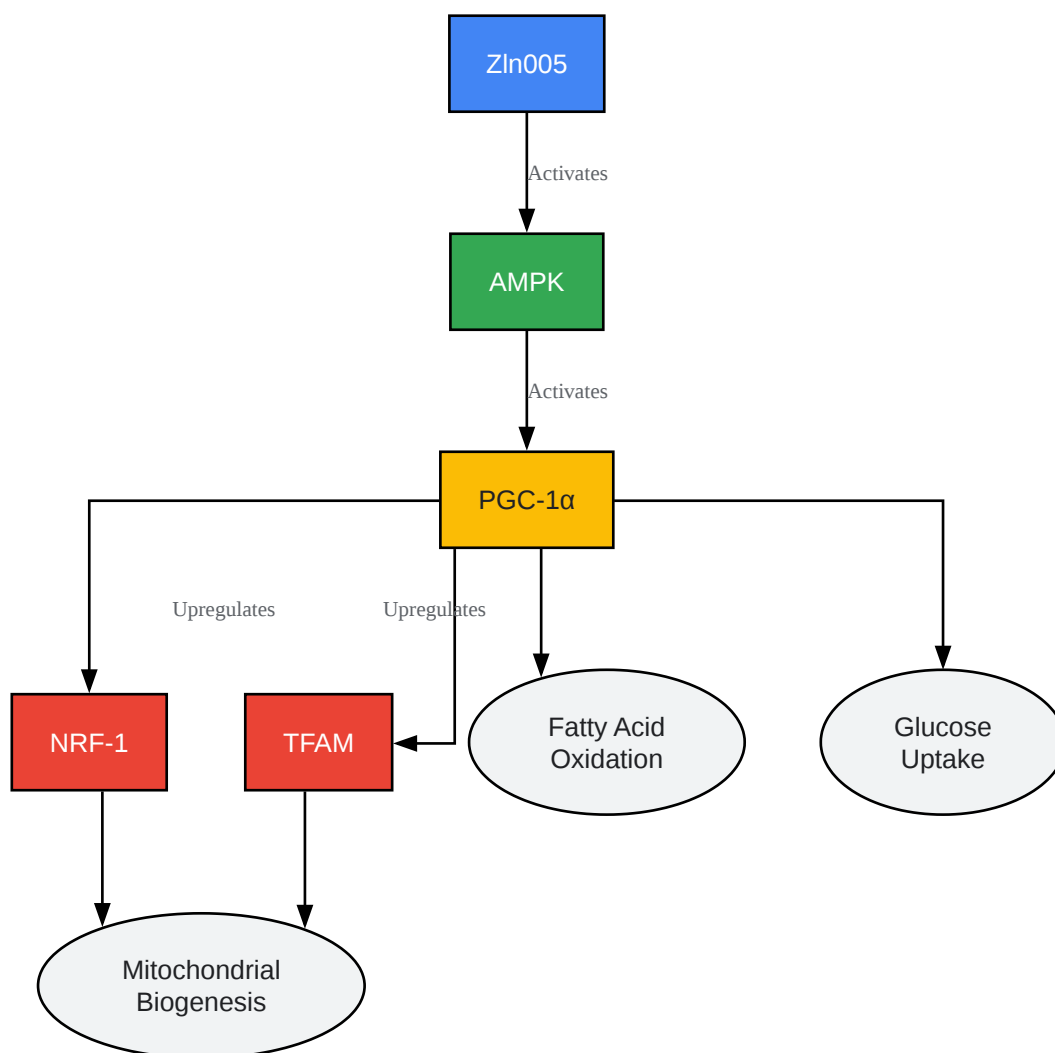 Zln005
Activates
AMPK
Activates
PGC-1α
Upregulates
Upregulates
NRF-1
TFAM
Fatty Acid
Oxidation
Glucose
Uptake
Mitochondrial
Biogenesis